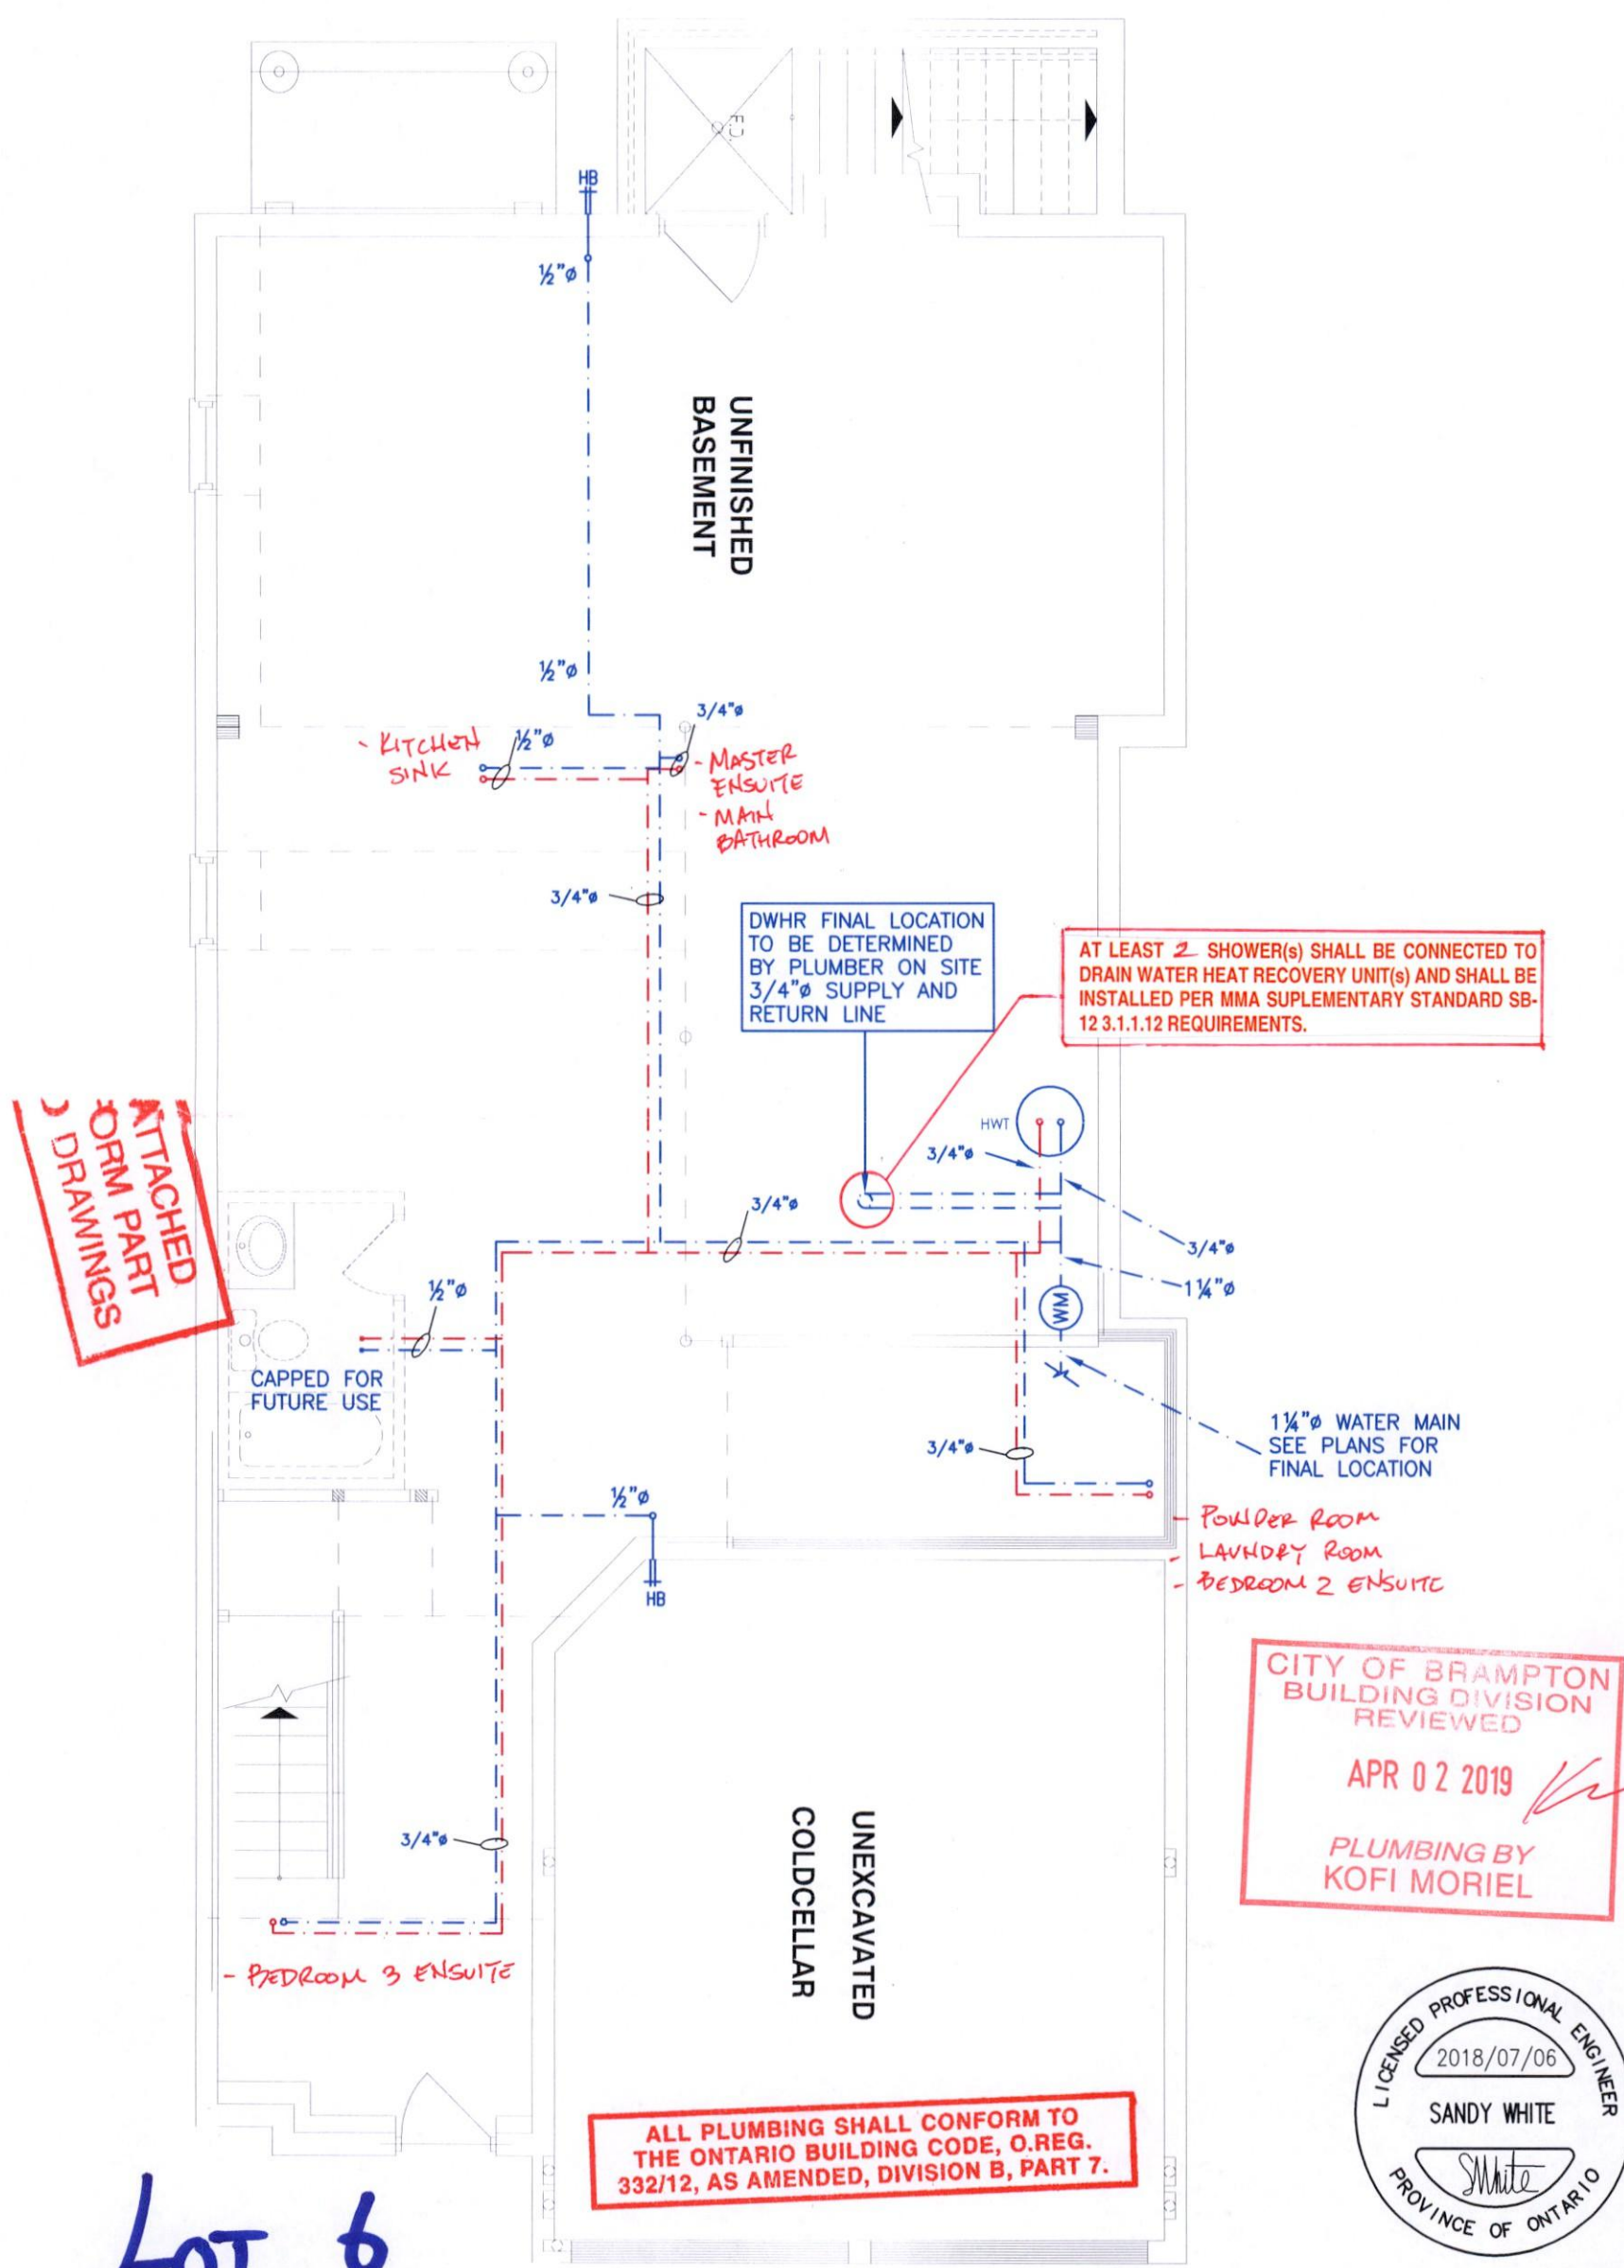 F.D.
HB
½"ø
UNFINISHED
BASEMENT
½"ø
3/4"ø
- KITCHEN
SINK
½"ø
- MASTER
ENSUITE
- MAIN
BATHROOM
3/4"ø
DWHR FINAL LOCATION
TO BE DETERMINED
BY PLUMBER ON SITE
3/4"ø SUPPLY AND
RETURN LINE
AT LEAST 2 SHOWER(s) SHALL BE CONNECTED TO
DRAIN WATER HEAT RECOVERY UNIT(s) AND SHALL BE
INSTALLED PER MMA SUPLEMENTARY STANDARD SB-
12 3.1.1.12 REQUIREMENTS.
ATTACHED
ORM PART
DRAWINGS
HWT
3/4"ø
3/4"ø
3/4"ø
1¼"ø
WM
½"ø
CAPPED FOR
FUTURE USE
1¼"ø WATER MAIN
SEE PLANS FOR
FINAL LOCATION
3/4"ø
½"ø
HB
- POWDER ROOM
- LAUNDRY ROOM
- BEDROOM 2 ENSUITE
CITY OF BRAMPTON
BUILDING DIVISION
REVIEWED
APR 02 2019
PLUMBING BY
KOFI MORIEL
3/4"ø
- BEDROOM 3 ENSUITE
UNEXCAVATED
COLDCELLAR
LICENSED PROFESSIONAL ENGINEER
2018/07/06
SANDY WHITE
SWhite
PROVINCE OF ONTARIO
ALL PLUMBING SHALL CONFORM TO
THE ONTARIO BUILDING CODE, O.REG.
332/12, AS AMENDED, DIVISION B, PART 7.
LOT 6